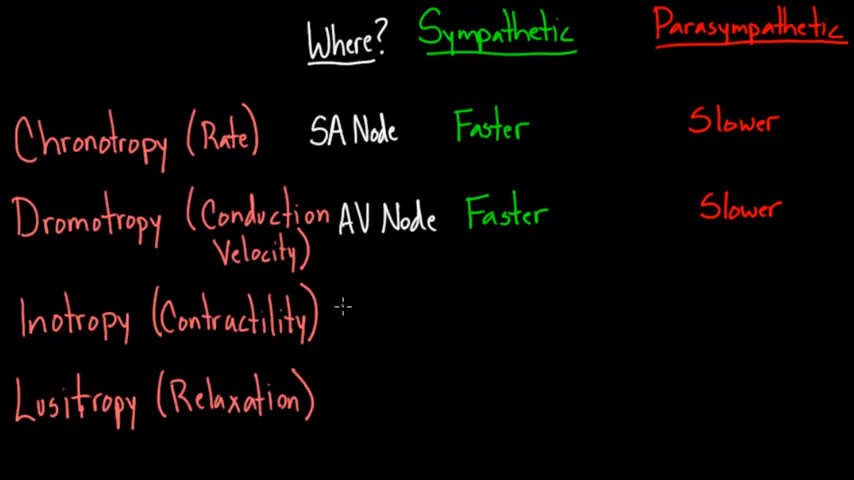 Where? Sympathetic Parasympathetic
Chronotropy (Rate) SA Node Faster Slower
Dromotropy (Conduction AV Node Faster Slower
Velocity)
Inotropy (Contractility)
Lusitropy (Relaxation)